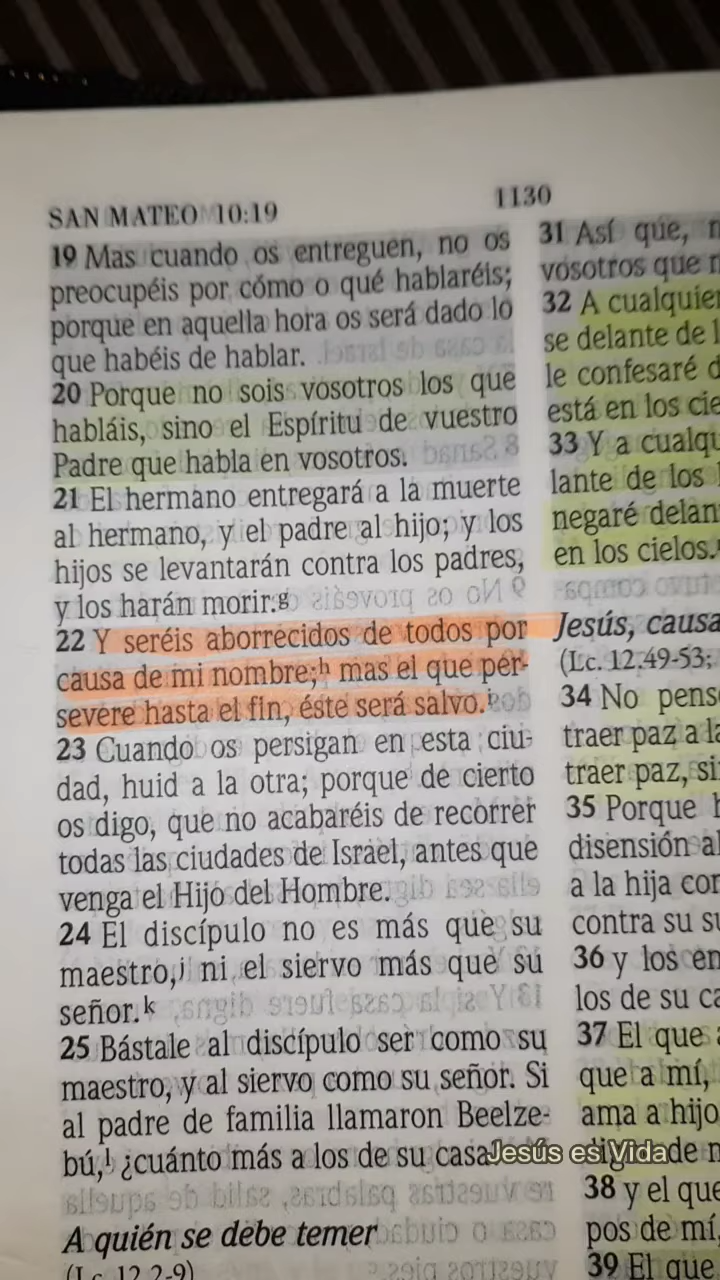 SAN MATEO 10:19
1130
19 Mas cuando os entreguen, no os
preocupéis por cómo o qué hablaréis;
porque en aquella hora os será dado lo
que habéis de hablar.
20 Porque no sois vosotros los que
habláis, sino el Espíritu de vuestro
Padre que habla en vosotros.
21 El hermano entregará a la muerte
al hermano, y el padre al hijo; y los
hijos se levantarán contra los padres,
y los harán morir.g
22 Y seréis aborrecidos de todos por
causa de mi nombre;h mas el que per-
severe hasta el fin, éste será salvo.i
23 Cuando os persigan en esta ciu-
dad, huid a la otra; porque de cierto
os digo, que no acabaréis de recorrer
todas las ciudades de Israel, antes que
venga el Hijo del Hombre.
24 El discípulo no es más que su
maestro,j ni el siervo más que su
señor.k
25 Bástale al discípulo ser como su
maestro, y al siervo como su señor. Si
al padre de familia llamaron Beelze-
bú,l ¿cuánto más a los de su casa
A quién se debe temer
(Lc. 12.2-9)
31 Así que,
vosotros que
32 A cualquier
se delante de
le confesaré
está en los
33 Y a
lante de los
negaré
en los cielos.
Jesús, causa
(Lc. 12.49-53;
34 No
traer paz a
traer paz,
35 Porque
disensión
a la hija
contra su
36 y los
los de su
37 El que
que a mí,
ama a hijo
de
38 y el que
pos de mí,
39 El que
Jesús es Vida